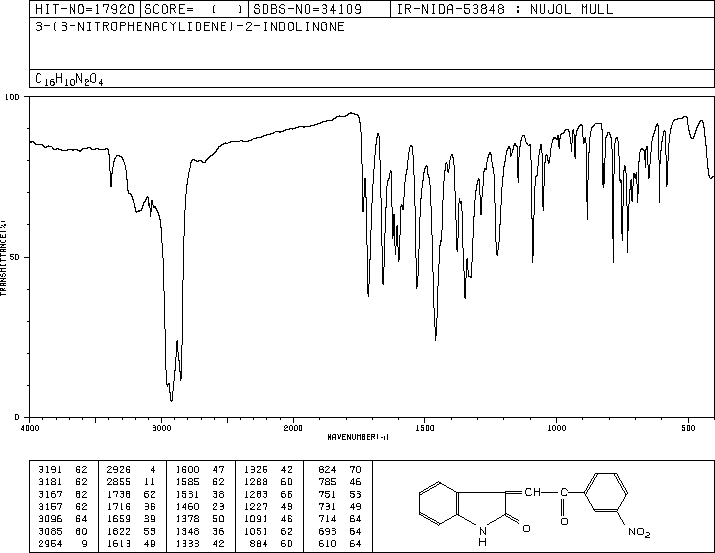 HIT-NO=17920 SCORE= ( ) SDBS-NO=34109 IR-NIDA-53848 : NUJOL MULL
3-(3-NITROPHENACYLIDENE)-2-INDOLINONE
C16H10N2O4
100
50
0
TRANSMITTANCE(%)
4000 3000 2000 1500 1000 500
WAVENUMBER(-1)
3191 62 2926 4 1600 47 1326 42 824 70
3181 62 2855 11 1585 62 1288 60 785 46
3167 62 1738 62 1531 38 1283 66 751 53
3157 62 1716 36 1460 23 1227 49 731 49
3096 64 1659 39 1378 50 1091 46 714 64
3085 60 1622 53 1348 36 1051 62 693 64
2954 9 1613 49 1333 42 884 60 610 64
CH C
N
H
O
O
NO2